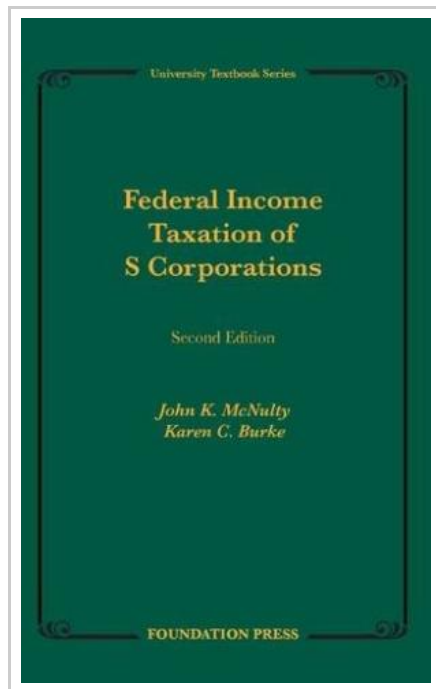 University Textbook Series
Federal Income
Taxation of
S Corporations
Second Edition
John K. McNulty
Karen C. Burke
FOUNDATION PRESS